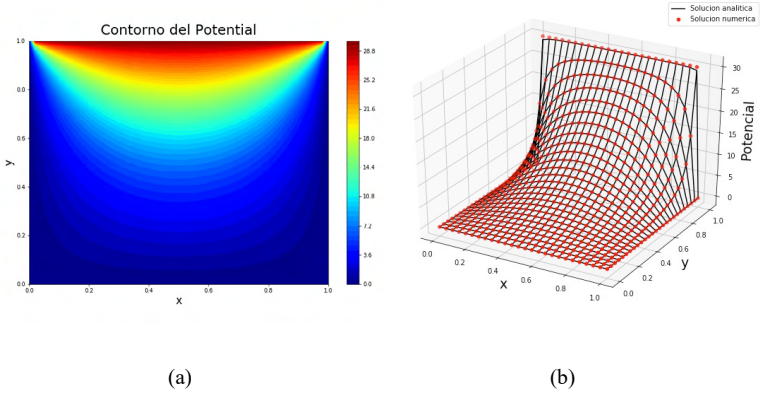 Contorno del Potential
y
1.0
0.8
0.6
0.4
0.2
0.0
0.0 0.2 0.4 0.6 0.8 1.0
x
28.8
25.2
21.6
18.0
14.4
10.8
7.2
3.6
0.0
Solucion analitica
Solucion numerica
Potencial
30
25
20
15
10
5
0
0.0 0.2 0.4 0.6 0.8 1.0
x
0.0 0.2 0.4 0.6 0.8 1.0
y
(a) (b)